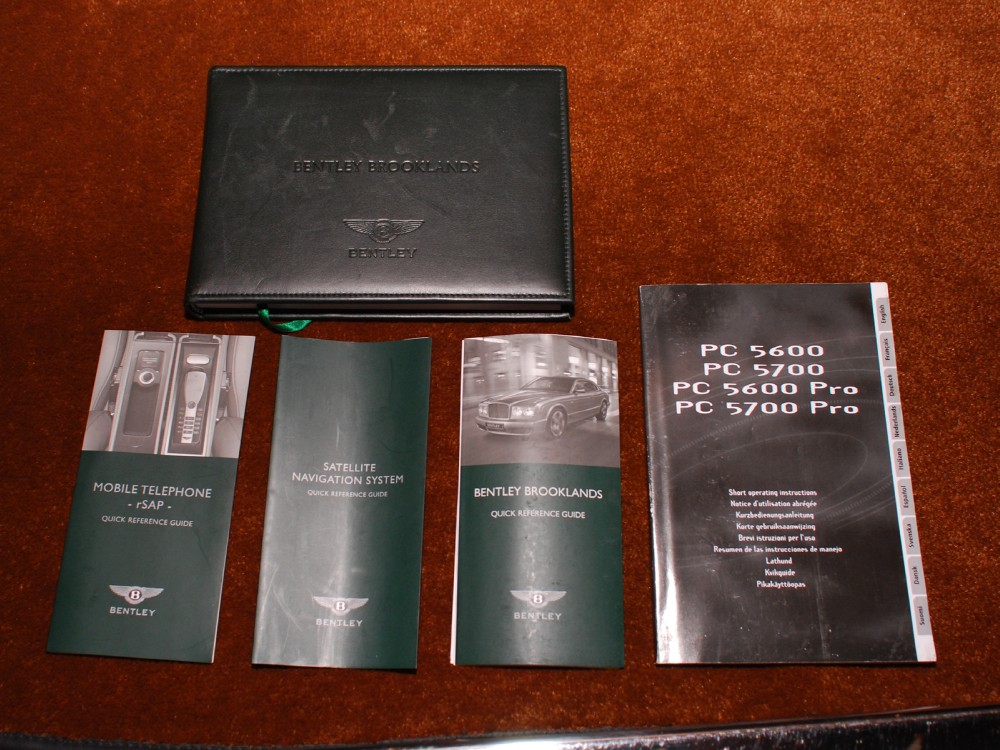 BENTLEY BROOKLANDS
B
BENTLEY
MOBILE TELEPHONE
- rSAP -
QUICK REFERENCE GUIDE
B
BENTLEY
SATELLITE
NAVIGATION SYSTEM
QUICK REFERENCE GUIDE
B
BENTLEY
BENTLEY BROOKLANDS
QUICK REFERENCE GUIDE
B
BENTLEY
PC 5600
PC 5700
PC 5600 Pro
PC 5700 Pro
Short operating instructions
Notice d'utilisation abrégée
Kurzbedienungsanleitung
Korte gebruiksaanwijzing
Brevi istruzioni per l'uso
Resumen de las instrucciones de manejo
Lathund
Kvikguide
Pikakäyttöopas
English
Français
Deutsch
Nederlands
Italiano
Español
Svenska
Dansk
Suomi